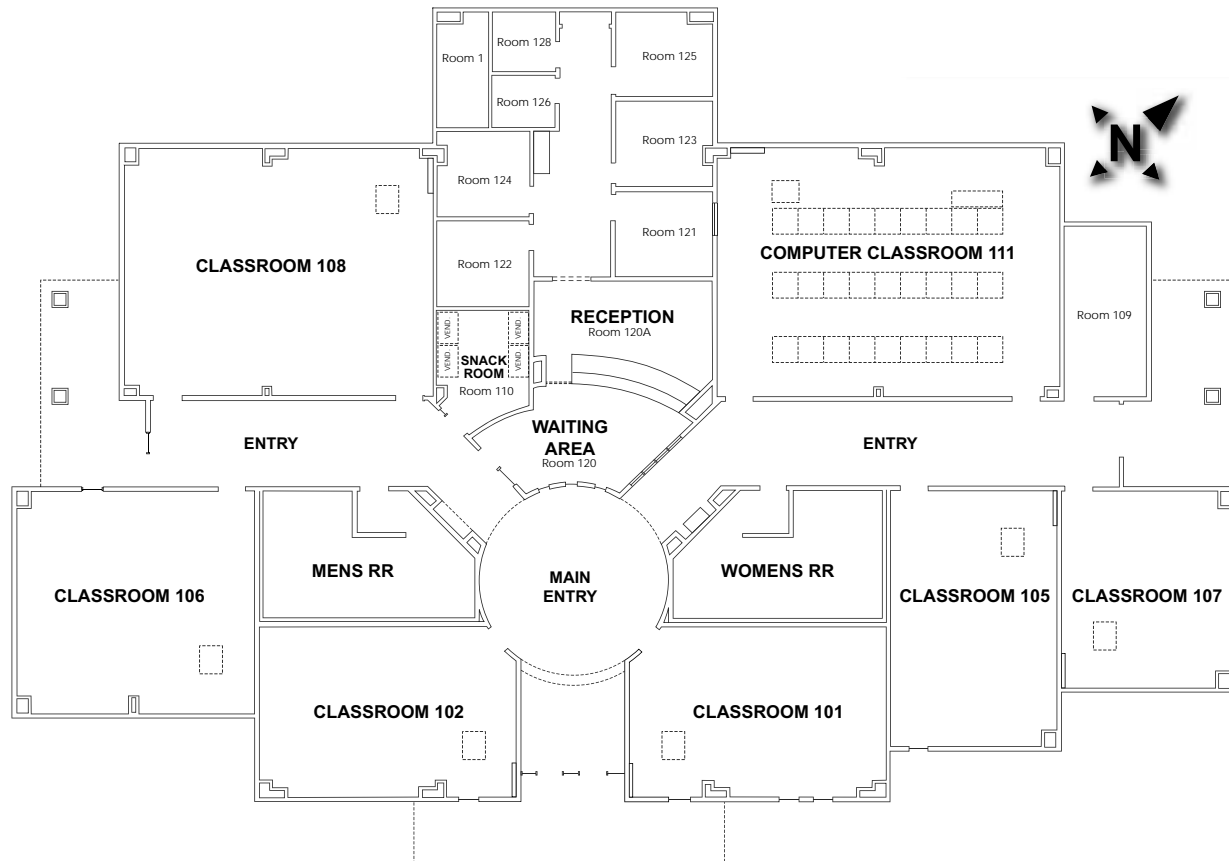 Room 1
Room 128
Room 125
Room 126
Room 123
N
Room 124
Room 121
CLASSROOM 108
Room 122
COMPUTER CLASSROOM 111
RECEPTION
Room 120A
Room 109
VEND.
VEND.
VEND.
VEND.
SNACK
ROOM
Room 110
WAITING
AREA
Room 120
ENTRY
ENTRY
MENS RR
MAIN
ENTRY
WOMENS RR
CLASSROOM 106
CLASSROOM 105
CLASSROOM 107
CLASSROOM 102
CLASSROOM 101